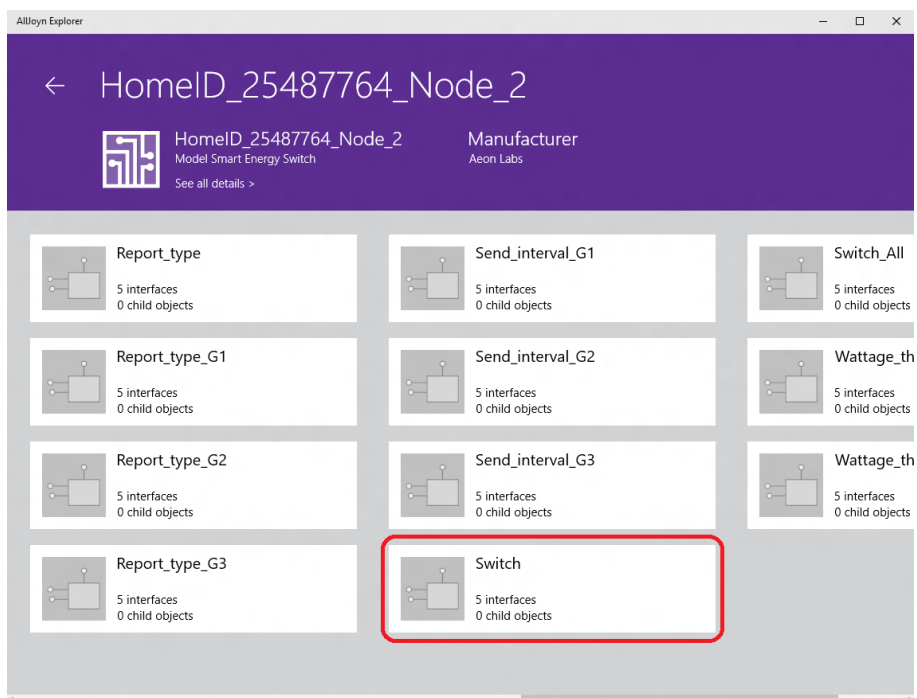 AllJoyn Explorer
HomeID_25487764_Node_2
HomeID_25487764_Node_2
Model Smart Energy Switch
See all details >
Manufacturer
Aeon Labs
Report_type
5 interfaces
0 child objects
Send_interval_G1
5 interfaces
0 child objects
Switch_All
5 interfaces
0 child objects
Report_type_G1
5 interfaces
0 child objects
Send_interval_G2
5 interfaces
0 child objects
Wattage_th
5 interfaces
0 child objects
Report_type_G2
5 interfaces
0 child objects
Send_interval_G3
5 interfaces
0 child objects
Wattage_th
5 interfaces
0 child objects
Report_type_G3
5 interfaces
0 child objects
Switch
5 interfaces
0 child objects